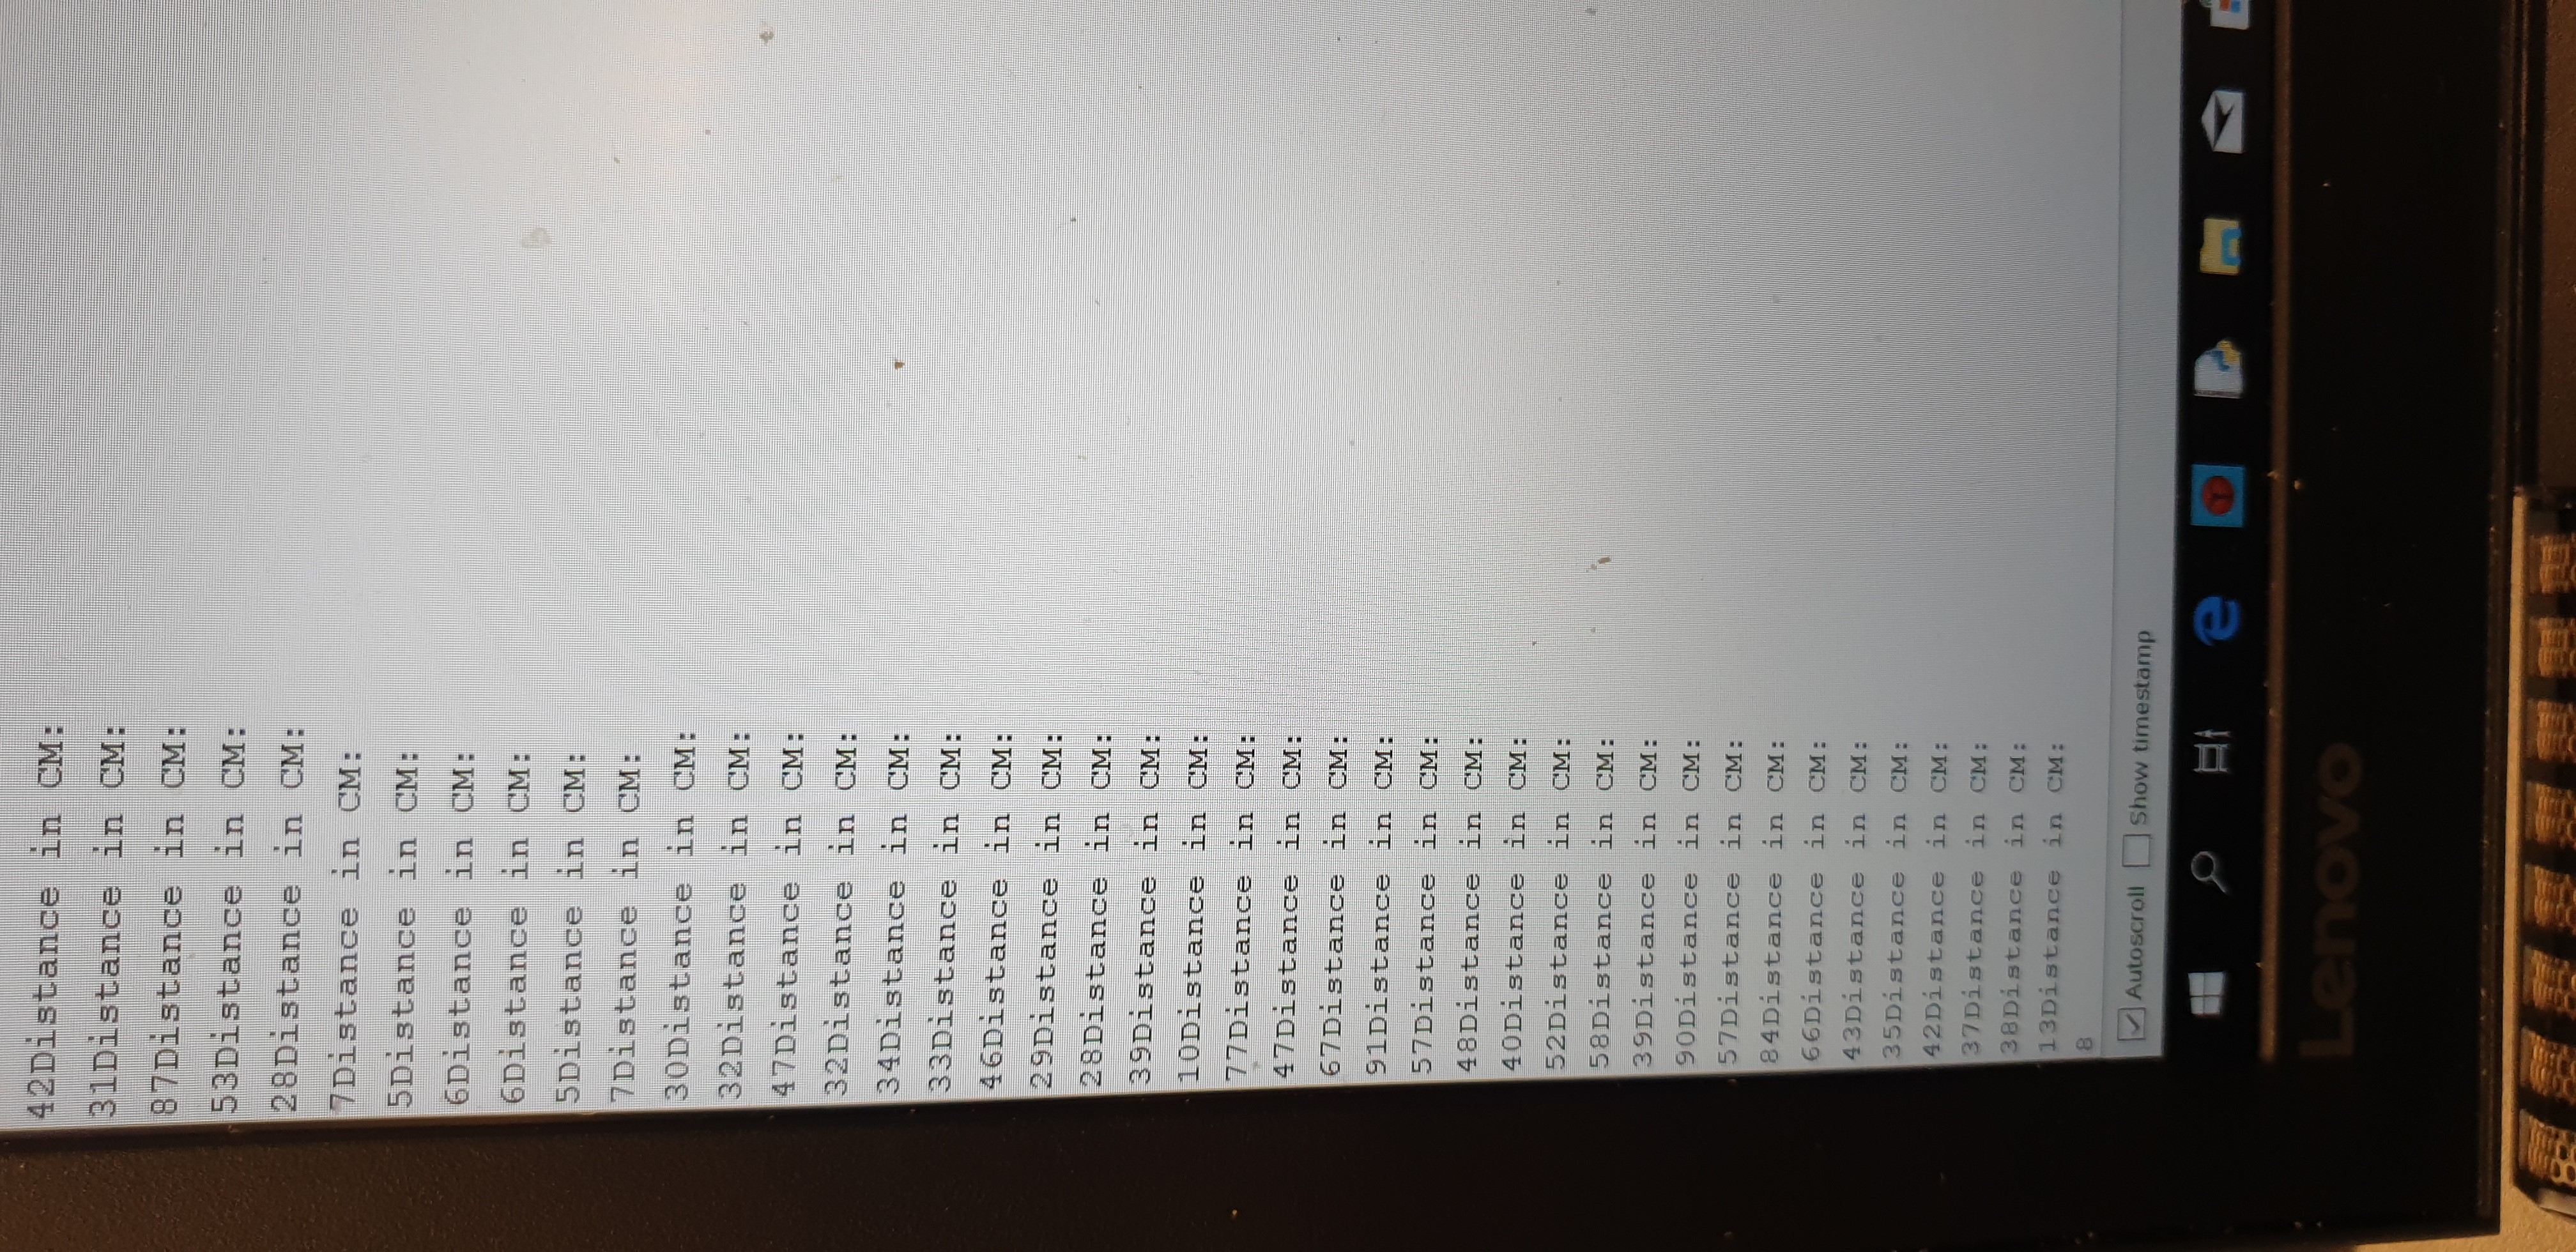 42Distance in CM:
31Distance in CM:
87Distance in CM:
53Distance in CM:
28Distance in CM:
7Distance in CM:
5Distance in CM:
6Distance in CM:
6Distance in CM:
5Distance in CM:
7Distance in CM:
30Distance in CM:
32Distance in CM:
47Distance in CM:
32Distance in CM:
34Distance in CM:
33Distance in CM:
46Distance in CM:
29Distance in CM:
28Distance in CM:
39Distance in CM:
10Distance in CM:
77Distance in CM:
47Distance in CM:
67Distance in CM:
91Distance in CM:
57Distance in CM:
48Distance in CM:
40Distance in CM:
52Distance in CM:
58Distance in CM:
39Distance in CM:
90Distance in CM:
57Distance in CM:
84Distance in CM:
66Distance in CM:
43Distance in CM:
35Distance in CM:
42Distance in CM:
37Distance in CM:
38Distance in CM:
13Distance in CM:
8
Autoscroll Show timestamp
Lenovo